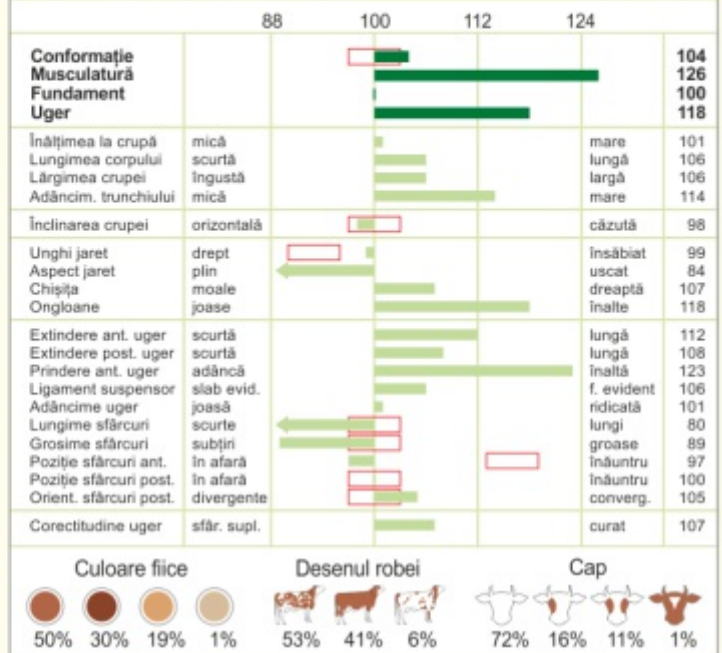 88 100 112 124
Conformație 104
Musculatură 126
Fundament 100
Uger 118
Înălțimea la crupă mică mare 101
Lungimea corpului scurtă lungă 106
Lărgimea crupei îngustă largă 106
Adâncim. trunchiului mică mare 114
Înclinarea crupei orizontală căzută 98
Unghi jaret drept însăbiat 99
Aspect jaret plin uscat 84
Chișița moale dreaptă 107
Ongloane joase înalte 118
Extindere ant. uger scurtă lungă 112
Extindere post. uger scurtă lungă 108
Prindere ant. uger adâncă înaltă 123
Ligament suspensor slab evid. f. evident 106
Adâncime uger joasă ridicată 101
Lungime sfârcuri scurte lungi 80
Grosime sfârcuri subțiri groase 89
Poziție sfârcuri ant. în afară înăuntru 97
Poziție sfârcuri post. în afară înăuntru 100
Orient. sfârcuri post. divergente converg. 105
Corectitudine uger sfâr. supl. curat 107
Culoare fiice Desenul robei Cap
50% 30% 19% 1% 53% 41% 6% 72% 16% 11% 1%